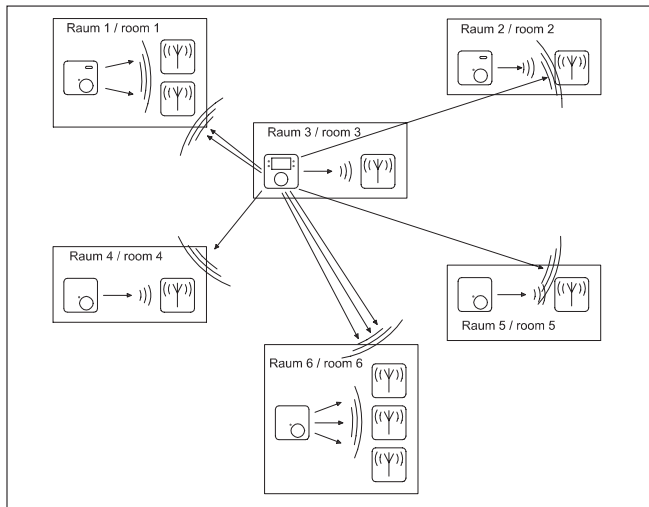 Raum 1 / room 1
Raum 2 / room 2
Raum 3 / room 3
Raum 4 / room 4
Raum 5 / room 5
Raum 6 / room 6